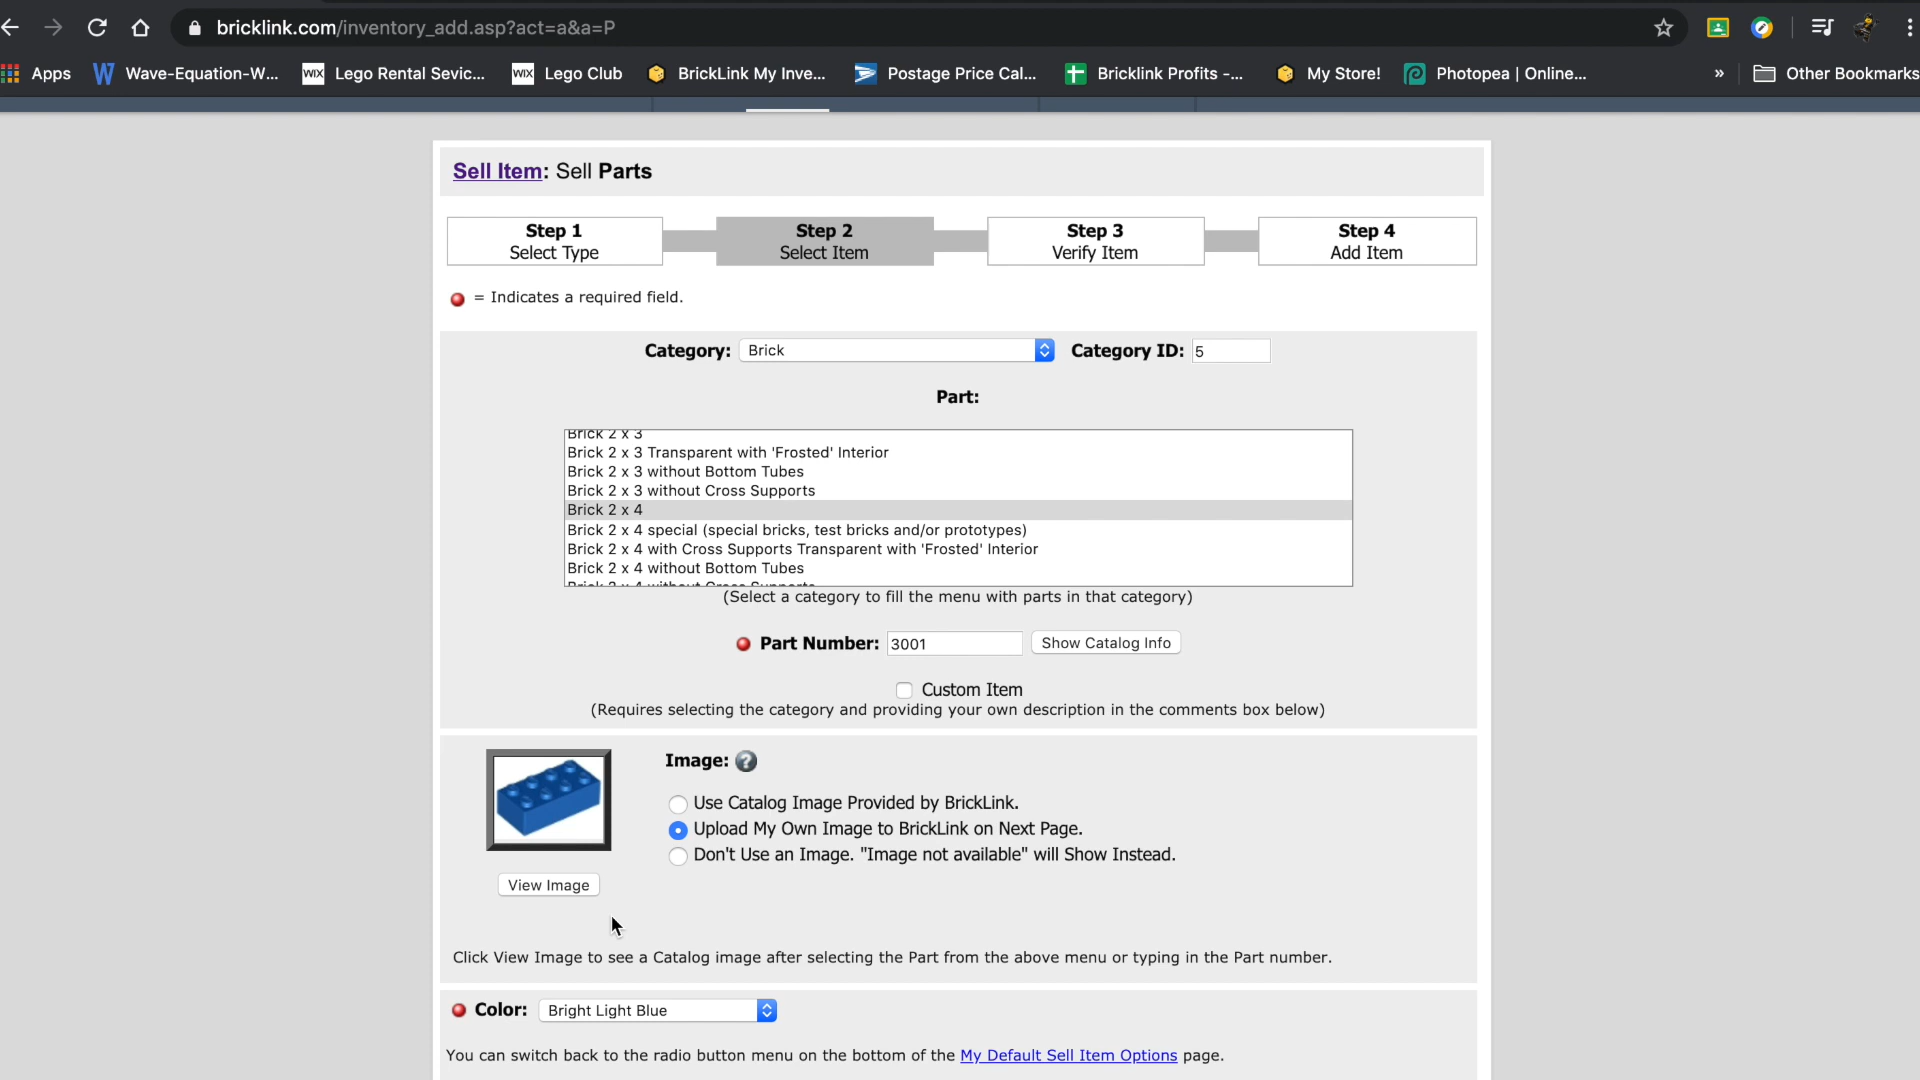 bricklink.com/inventory_add.asp?act=a&a=P
Apps
W
Wave-Equation-W...
WIX
Lego Rental Sevic...
WIX
Lego Club
BrickLink My Inve...
Postage Price Cal...
Bricklink Profits -...
My Store!
Photopea | Online...
»
Other Bookmarks
Sell Item: Sell Parts
Step 1
Select Type
Step 2
Select Item
Step 3
Verify Item
Step 4
Add Item
= Indicates a required field.
Category: Brick Category ID: 5
Part:
Brick 2 x 3
Brick 2 x 3 Transparent with 'Frosted' Interior
Brick 2 x 3 without Bottom Tubes
Brick 2 x 3 without Cross Supports
Brick 2 x 4
Brick 2 x 4 special (special bricks, test bricks and/or prototypes)
Brick 2 x 4 with Cross Supports Transparent with 'Frosted' Interior
Brick 2 x 4 without Bottom Tubes
Brick 2 x 4 without Cross Supports
(Select a category to fill the menu with parts in that category)
Part Number: 3001 Show Catalog Info
Custom Item
(Requires selecting the category and providing your own description in the comments box below)
Image: ?
Use Catalog Image Provided by BrickLink.
Upload My Own Image to BrickLink on Next Page.
Don't Use an Image. "Image not available" will Show Instead.
View Image
Click View Image to see a Catalog image after selecting the Part from the above menu or typing in the Part number.
Color: Bright Light Blue
You can switch back to the radio button menu on the bottom of the My Default Sell Item Options page.